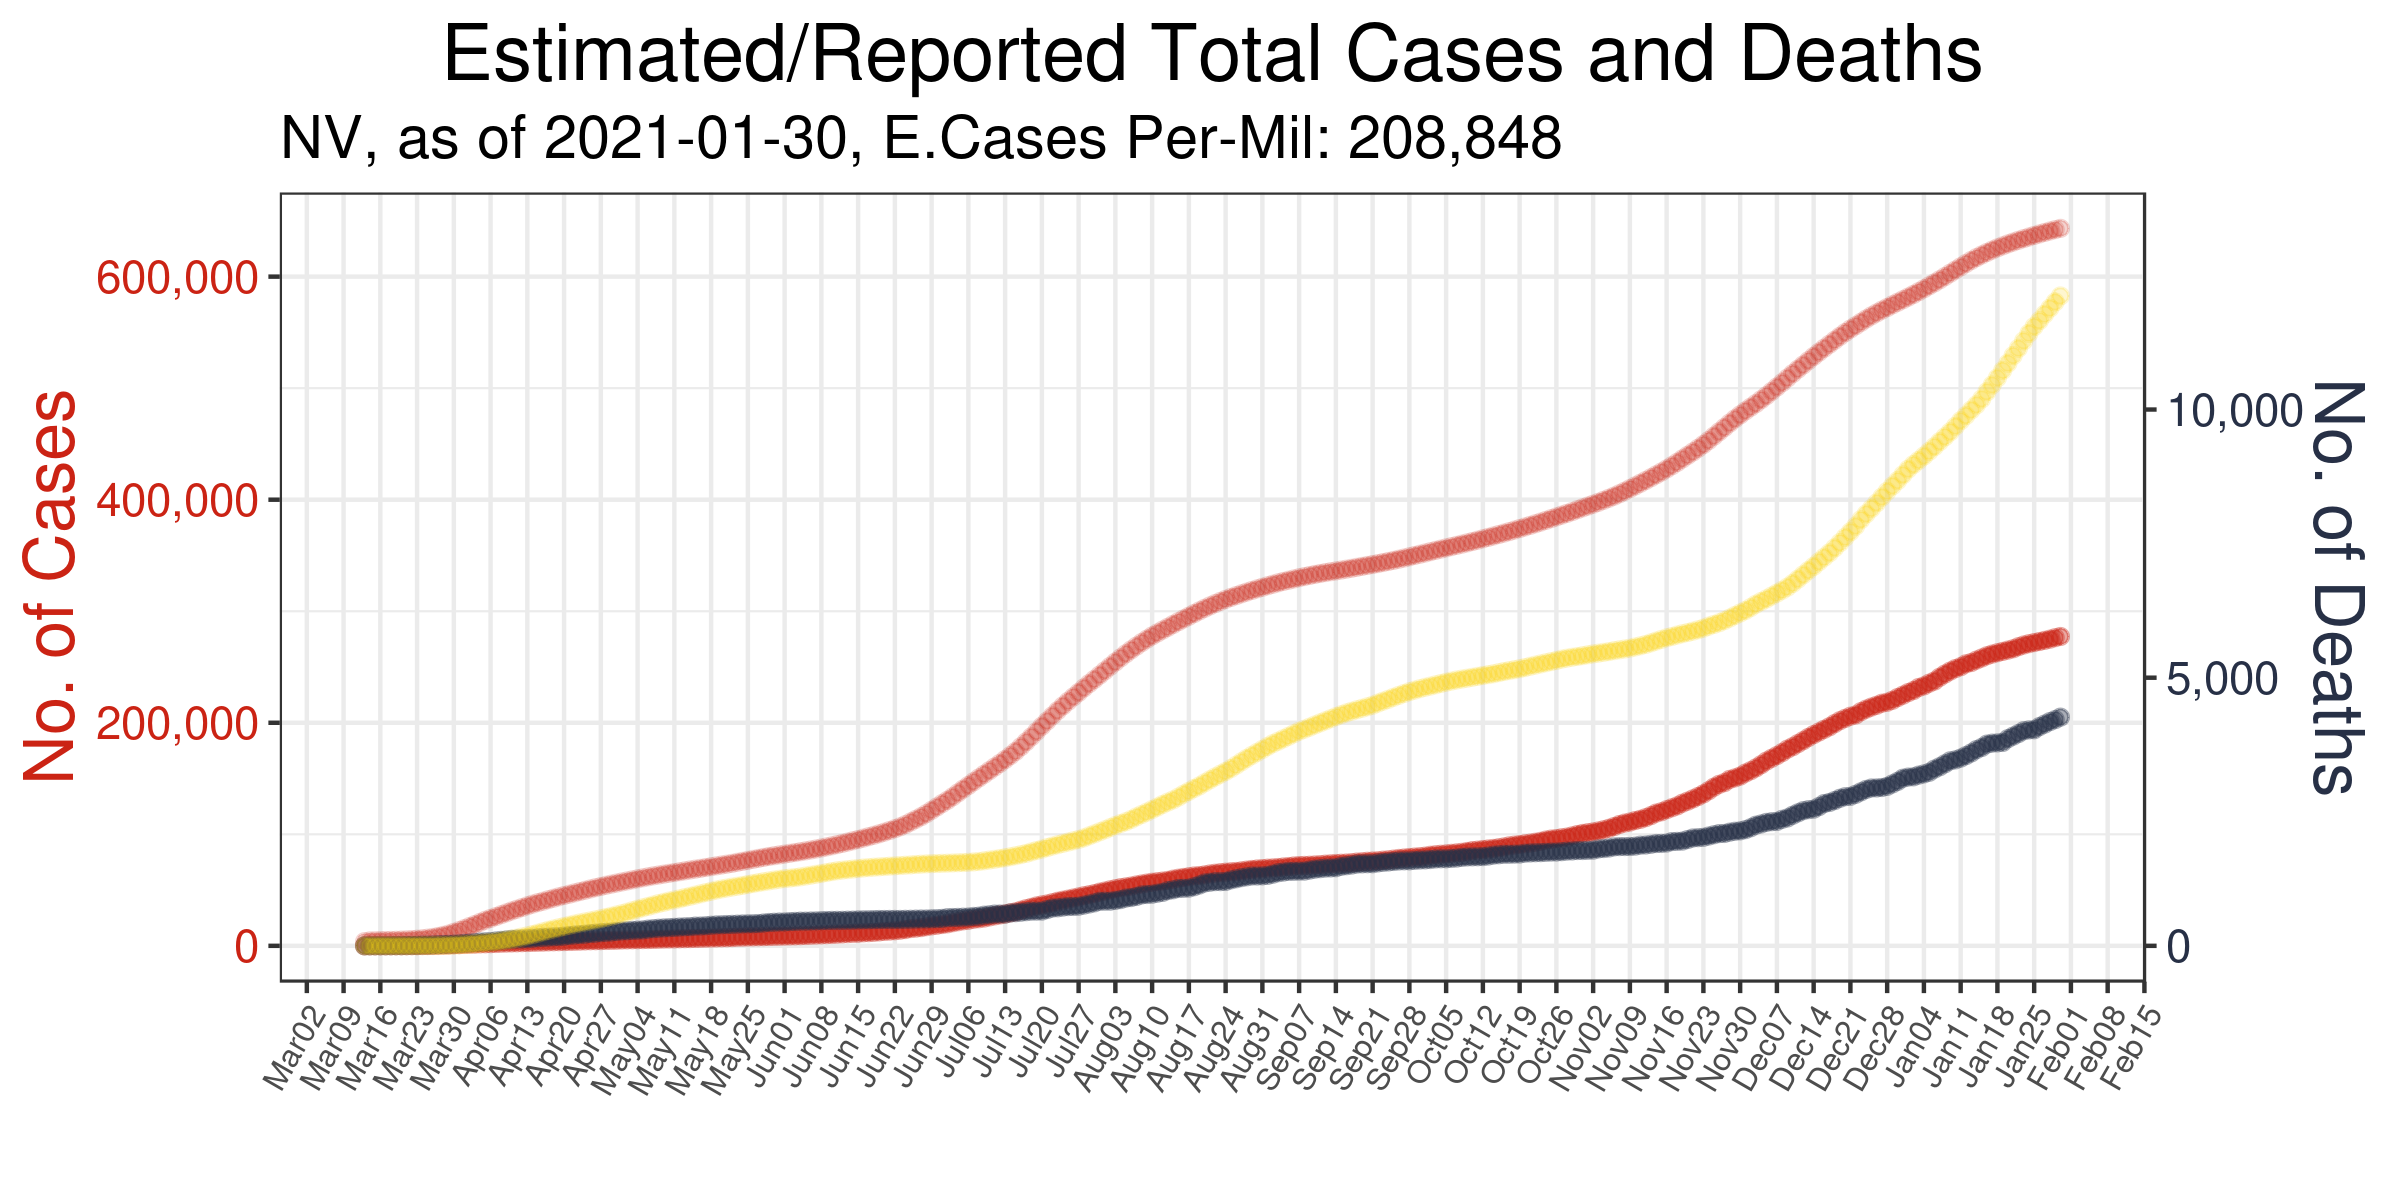 Estimated/Reported Total Cases and Deaths
NV, as of 2021-01-30, E.Cases Per-Mil: 208,848
No. of Cases
600,000
400,000
200,000
0
10,000
5,000
0
No. of Deaths
Mar02
Mar09
Mar16
Mar23
Mar30
Apr06
Apr13
Apr20
Apr27
May04
May11
May18
May25
Jun01
Jun08
Jun15
Jun22
Jun29
Jul06
Jul13
Jul20
Jul27
Aug03
Aug10
Aug17
Aug24
Aug31
Sep07
Sep14
Sep21
Sep28
Oct05
Oct12
Oct19
Oct26
Nov02
Nov09
Nov16
Nov23
Nov30
Dec07
Dec14
Dec21
Dec28
Dec04
Jan11
Jan18
Jan25
Feb01
Feb08
Feb15